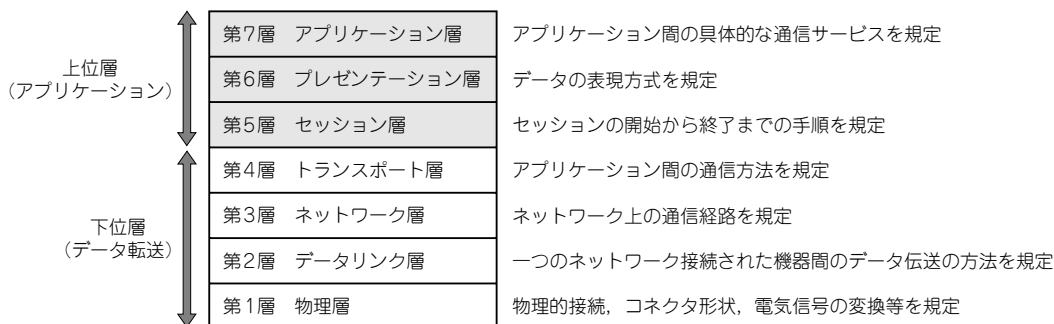 上位層
（アプリケーション）
第7層 アプリケーション層 アプリケーション間の具体的な通信サービスを規定
第6層 プレゼンテーション層 データの表現方式を規定
第5層 セッション層 セッションの開始から終了までの手順を規定
下位層
（データ転送）
第4層 トランスポート層 アプリケーション間の通信方法を規定
第3層 ネットワーク層 ネットワーク上の通信経路を規定
第2層 データリンク層 一つのネットワーク接続された機器間のデータ伝送の方法を規定
第1層 物理層 物理的接続，コネクタ形状，電気信号の変換等を規定